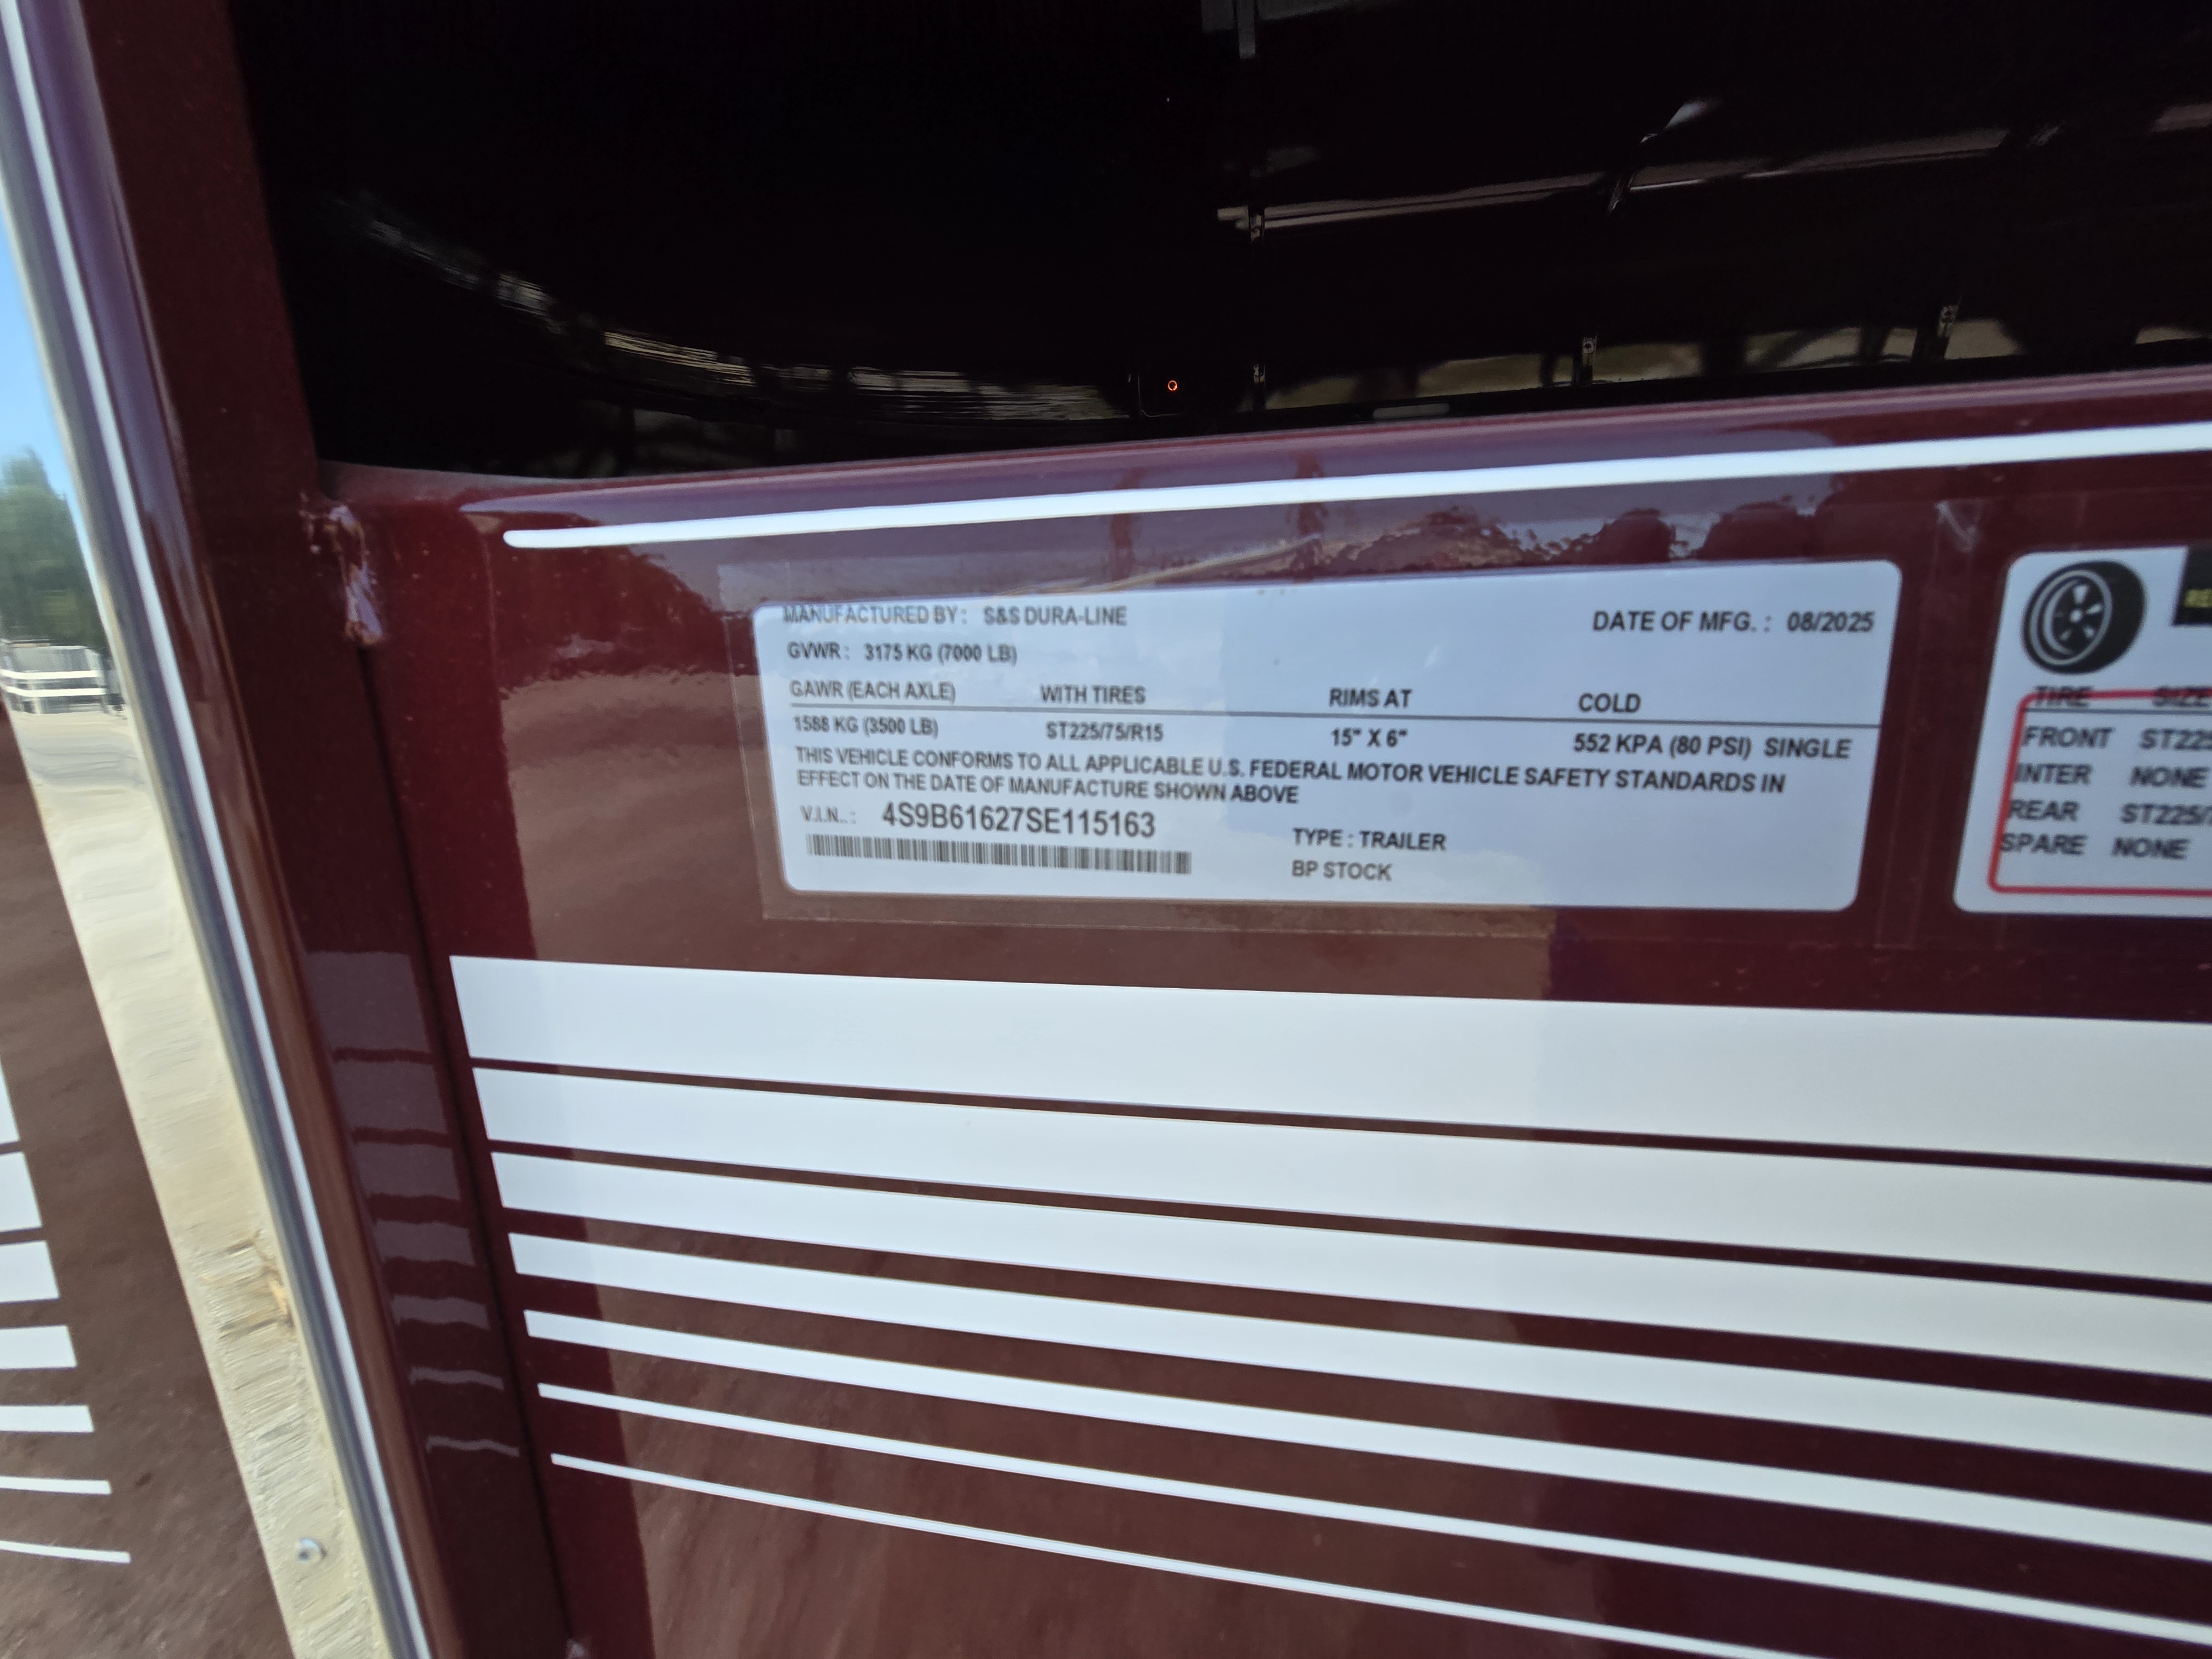 MANUFACTURED BY : S&S DURA-LINE
DATE OF MFG. : 08/2025
GVWR : 3175 KG (7000 LB)
GAWR (EACH AXLE) WITH TIRES RIMS AT COLD
1588 KG (3500 LB) ST225/75/R15 15" X 6" 552 KPA (80 PSI) SINGLE
THIS VEHICLE CONFORMS TO ALL APPLICABLE U.S. FEDERAL MOTOR VEHICLE SAFETY STANDARDS IN
EFFECT ON THE DATE OF MANUFACTURE SHOWN ABOVE
V.I.N.. : 4S9B61627SE115163
TYPE : TRAILER
BP STOCK
TIRE
FRONT ST225
INTER NONE
REAR ST225/
SPARE NONE